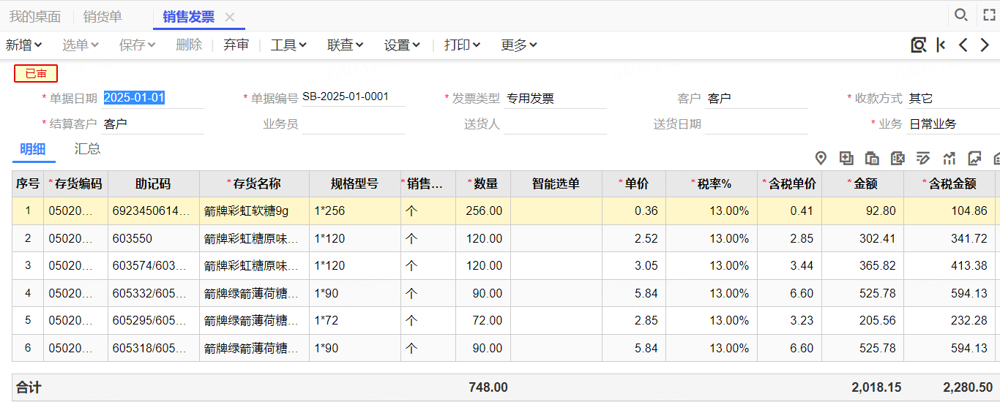 我的桌面 销货单 销售发票
新增 选单 保存 删除 弃审 工具 联查 设置 打印 更多
已审
* 单据日期 2025-01-01 * 单据编号 SB-2025-01-0001 * 发票类型 专用发票 客户 客户 * 收款方式 其它
* 结算客户 客户 业务员 送货人 送货日期 * 业务 日常业务
明细 汇总
序号 *存货编码 助记码 *存货名称 规格型号 *销售... *数量 智能选单 *单价 *税率% *含税单价 *金额 *含税金额
1 05020... 6923450614... 箭牌彩虹软糖9g 1*256 个 256.00 0.36 13.00% 0.41 92.80 104.86
2 05020... 603550 箭牌彩虹糖原味... 1*120 个 120.00 2.52 13.00% 2.85 302.41 341.72
3 05020... 603574/603... 箭牌彩虹糖原味... 1*120 个 120.00 3.05 13.00% 3.44 365.82 413.38
4 05020... 605332/605... 箭牌绿箭薄荷糖... 1*90 个 90.00 5.84 13.00% 6.60 525.78 594.13
5 05020... 605295/605... 箭牌绿箭薄荷糖... 1*72 个 72.00 2.85 13.00% 3.23 205.56 232.28
6 05020... 605318/605... 箭牌绿箭薄荷糖... 1*90 个 90.00 5.84 13.00% 6.60 525.78 594.13
合计 748.00 2,018.15 2,280.50